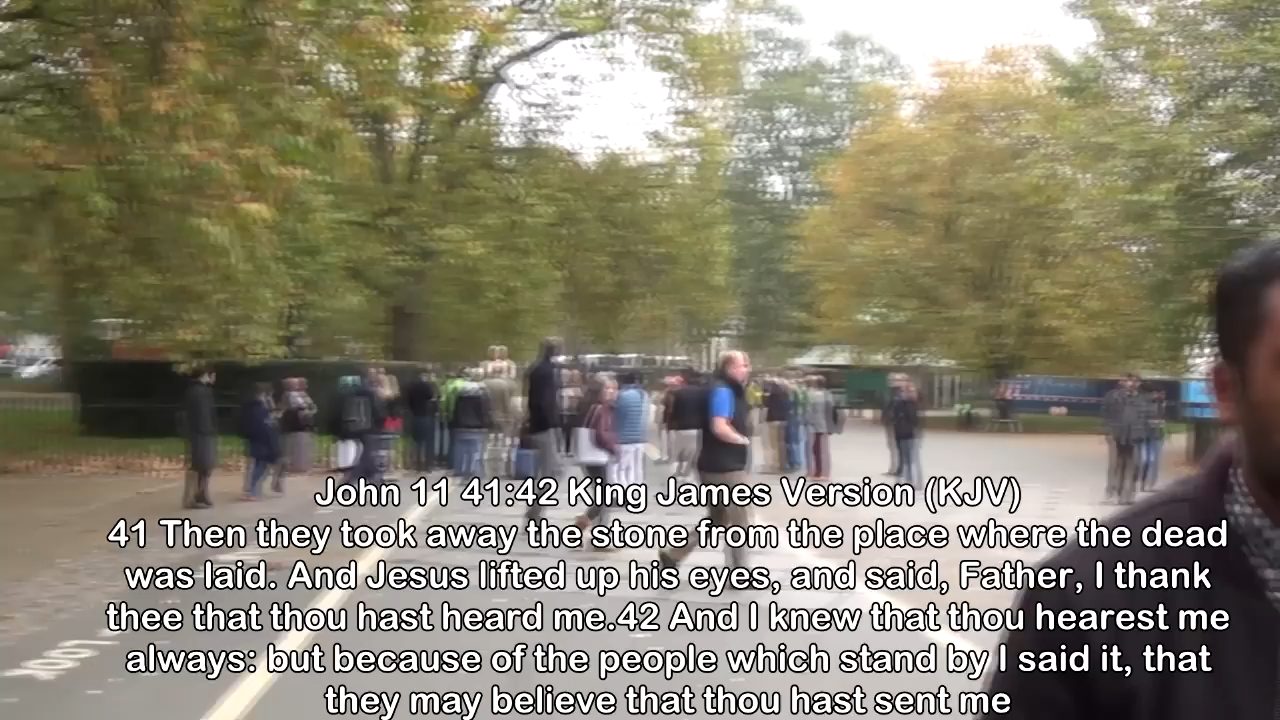 John 11 41:42 King James Version (KJV)
41 Then they took away the stone from the place where the dead
was laid. And Jesus lifted up his eyes, and said, Father, I thank
thee that thou hast heard me.42 And I knew that thou hearest me
always: but because of the people which stand by I said it, that
they may believe that thou hast sent me
LOOK